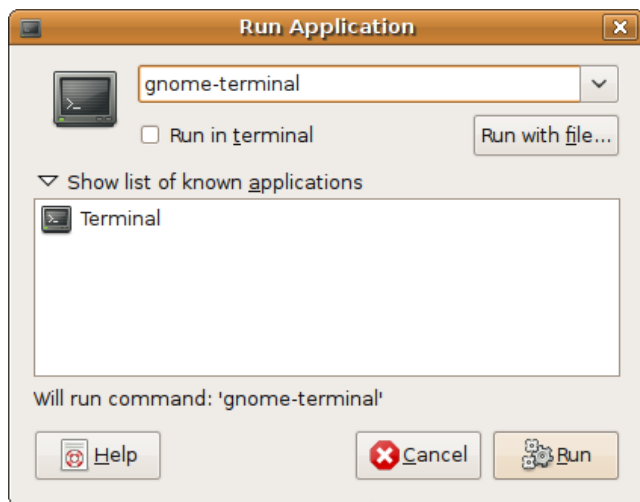 Run Application
gnome-terminal
Run in terminal
Run with file...
Show list of known applications
Terminal
Will run command: 'gnome-terminal'
Help
Cancel
Run